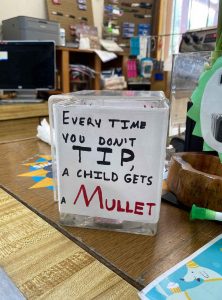 EVERY TIME
YOU DON'T
TIP,
A CHILD GETS
A MULLET